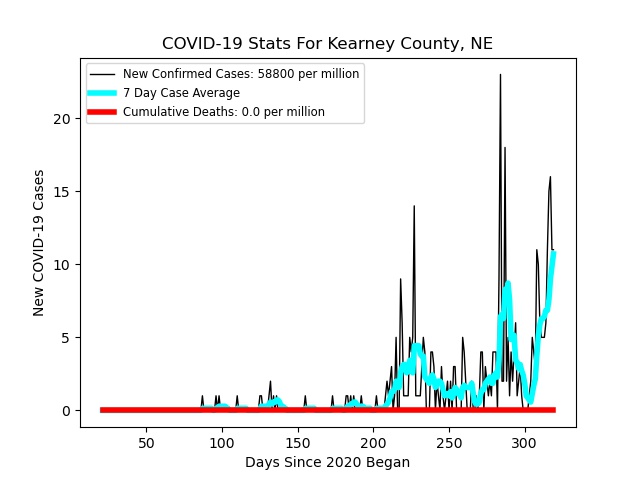 COVID-19 Stats For Kearney County, NE
New Confirmed Cases: 58800 per million
7 Day Case Average
Cumulative Deaths: 0.0 per million
New COVID-19 Cases
20
15
10
5
0
50 100 150 200 250 300
Days Since 2020 Began